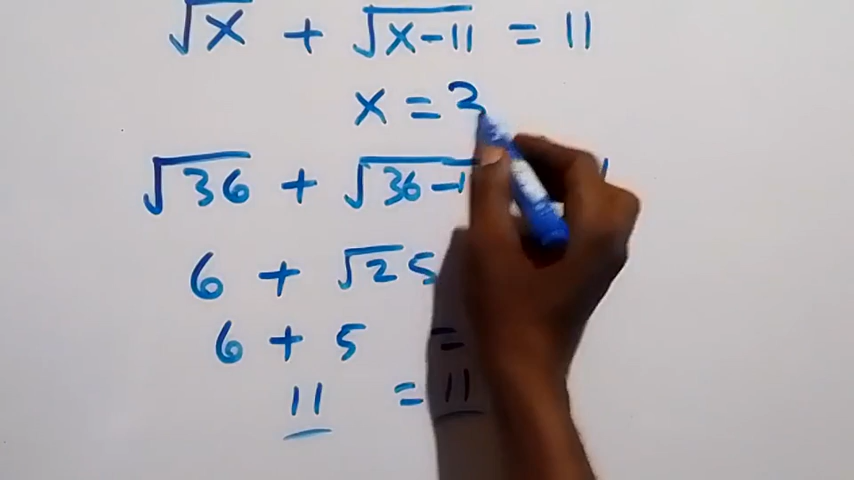 √x + √x-11 = 11
x = 3
√36 + √36-1
6 + √25
6 + 5 =
11 = 11